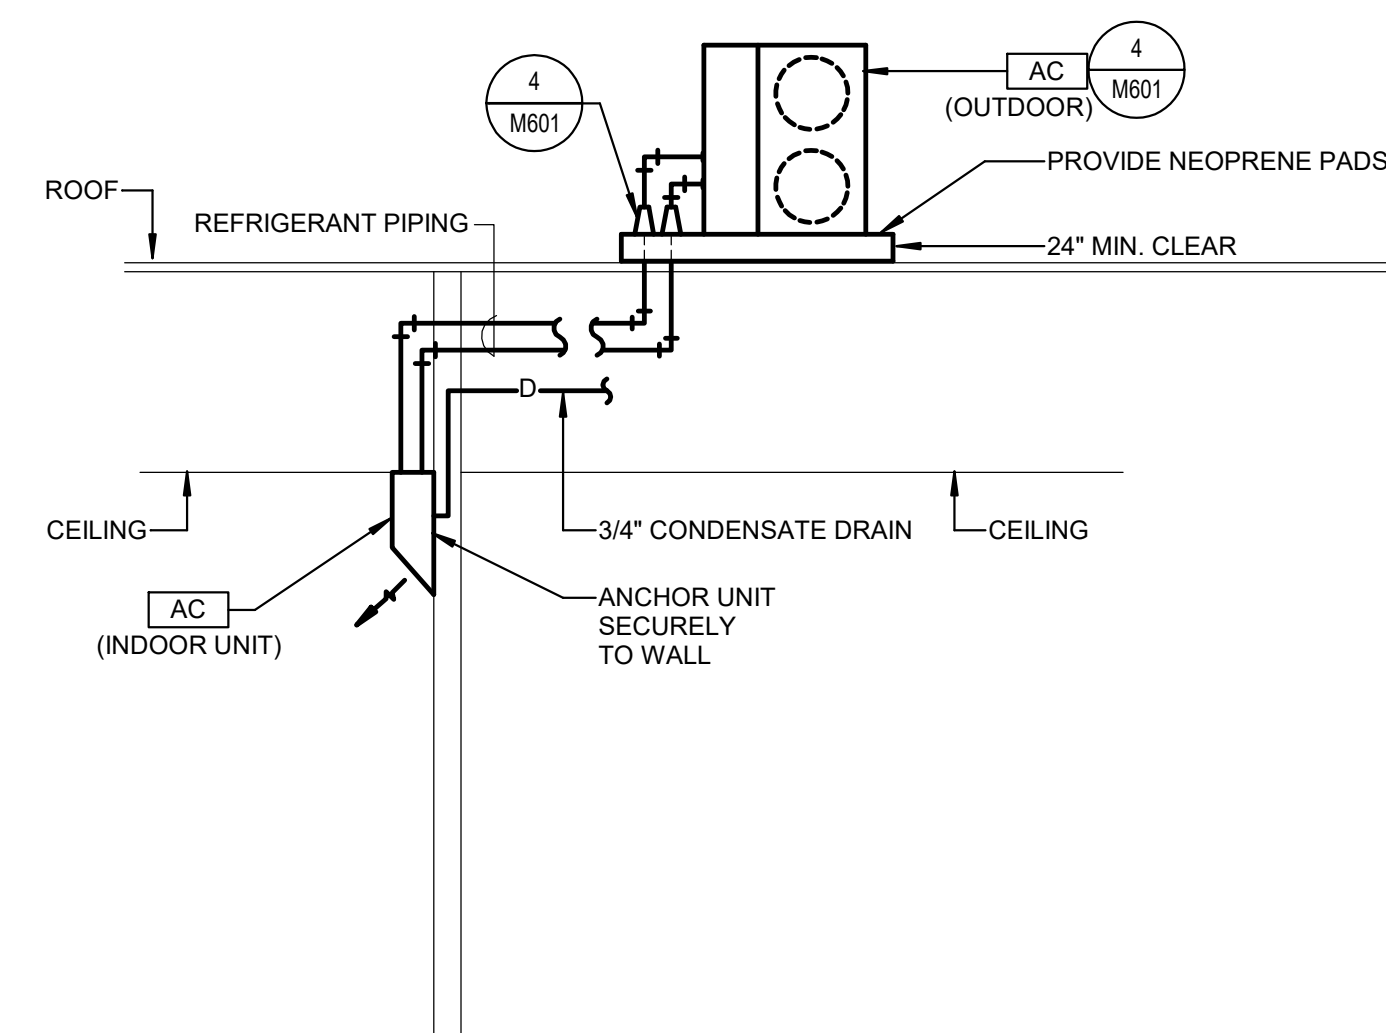 4
M601
AC
(OUTDOOR)
4
M601
PROVIDE NEOPRENE PADS
ROOF
REFRIGERANT PIPING
24" MIN. CLEAR
D
CEILING
3/4" CONDENSATE DRAIN
CEILING
AC
(INDOOR UNIT)
ANCHOR UNIT
SECURELY
TO WALL